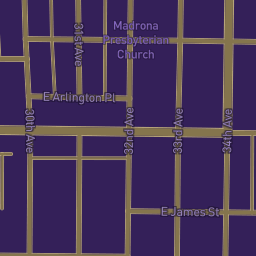 Madrona
Presbyterian
Church
31st Ave
E Arlington Pl
30th Ave
32nd Ave
33rd Ave
34th Ave
E James St